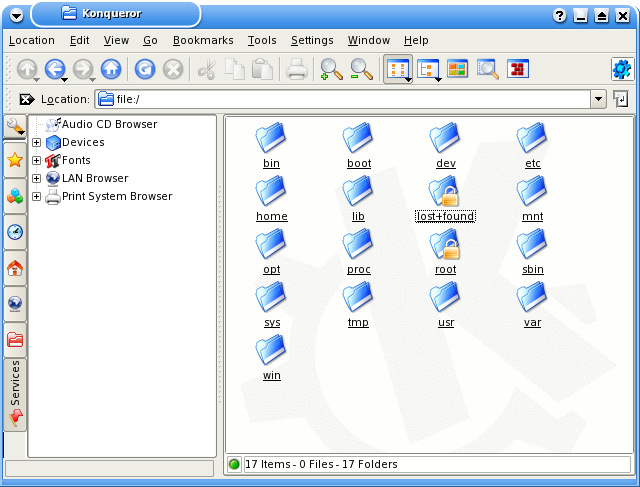 Konqueror
Location Edit View Go Bookmarks Tools Settings Window Help
Location: file:/
Audio CD Browser
Devices
Fonts
LAN Browser
Print System Browser
Services
bin boot dev etc
home lib lost+found mnt
opt proc root sbin
sys tmp usr var
win
17 Items - 0 Files - 17 Folders